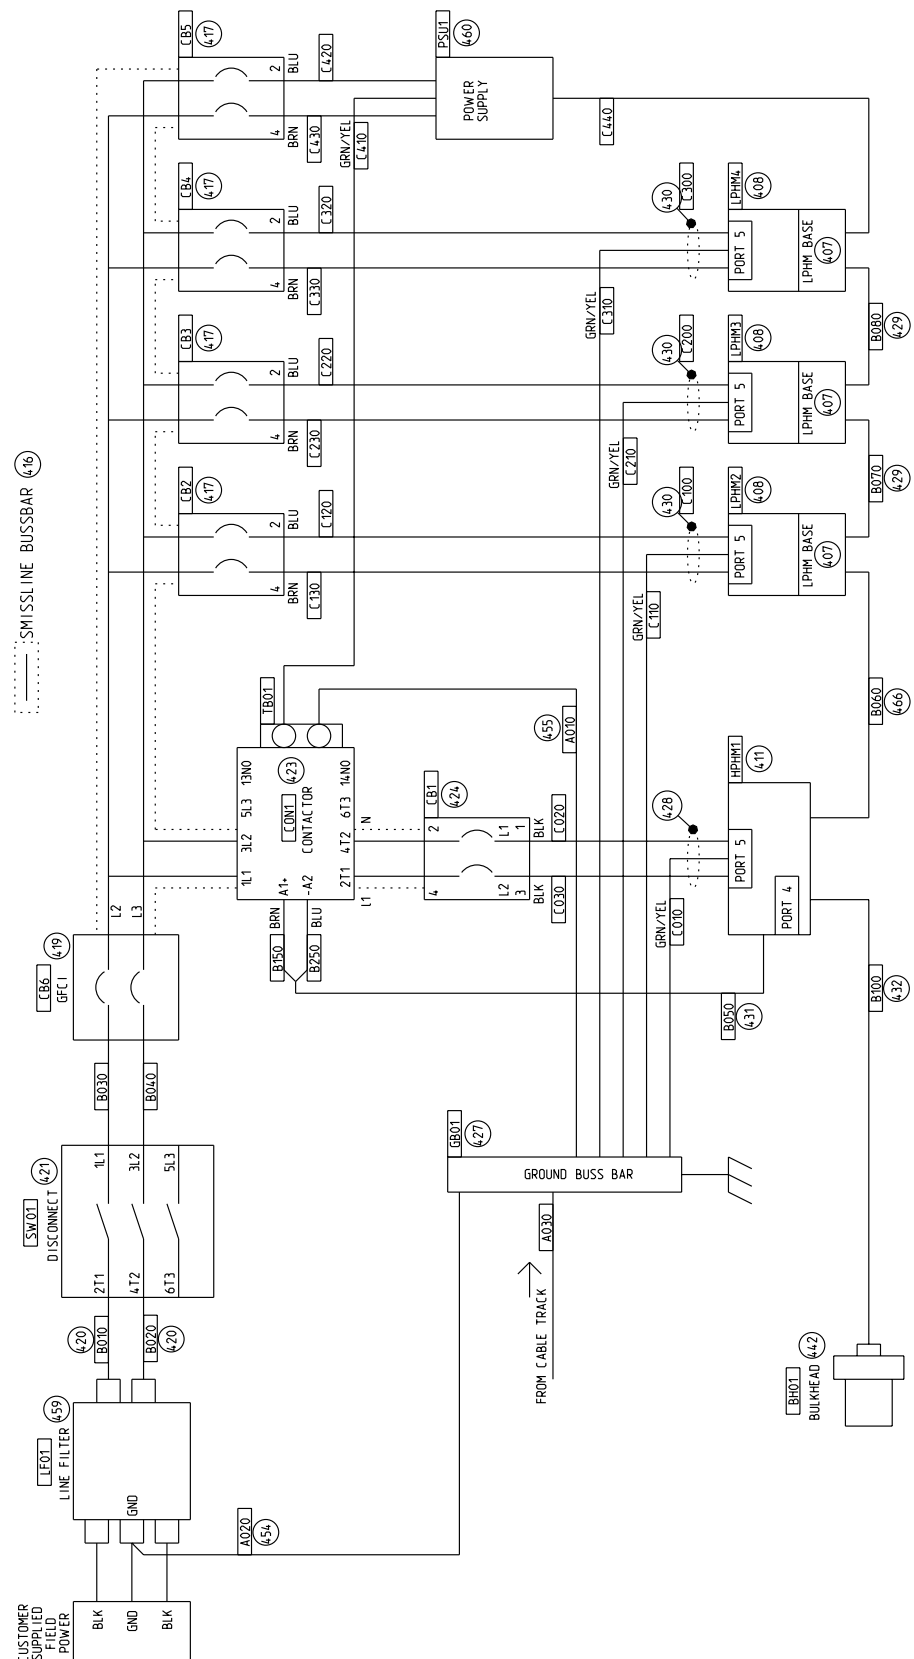 CUSTOMER
SUPPLIED
FIELD
POWER
BLK
GND
BLK
LF01
LINE FILTER
459
GND
A020
454
420
B010
B020
420
SW01
DISCONNECT
421
2T1
4T2
6T3
1L1
3L2
5L3
B030
B040
CB6
GFCI
419
L2
L3
SMISSLINE BUSSBAR
416
CB5
417
2
4
BLU
BRN
C420
C430
CB4
417
2
4
BLU
BRN
C320
C330
CB3
417
2
4
BLU
BRN
C220
C230
CB2
417
2
4
BLU
BRN
C120
C130
PSU1
460
POWER
SUPPLY
GRN/YEL
C410
C440
TB01
1L1
3L2
5L3
13NO
A1+
-A2
CON1
CONTACTOR
423
2T1
4T2
6T3
14NO
BRN
BLU
B150
B250
L1
N
CB1
424
2
4
L1
L2
1
3
BLK
BLK
C020
C030
455
A010
GRN/YEL
C310
GRN/YEL
C210
GRN/YEL
C110
GRN/YEL
C010
430
C300
430
C200
430
C100
428
LPHM4
408
PORT 5
LPHM BASE
407
LPHM3
408
PORT 5
LPHM BASE
407
LPHM2
408
PORT 5
LPHM BASE
407
HPHM1
411
PORT 5
PORT 4
B080
429
B070
429
B060
466
B100
432
B050
431
GB01
427
GROUND BUSS BAR
A030
FROM CABLE TRACK
BH01
BULKHEAD
442